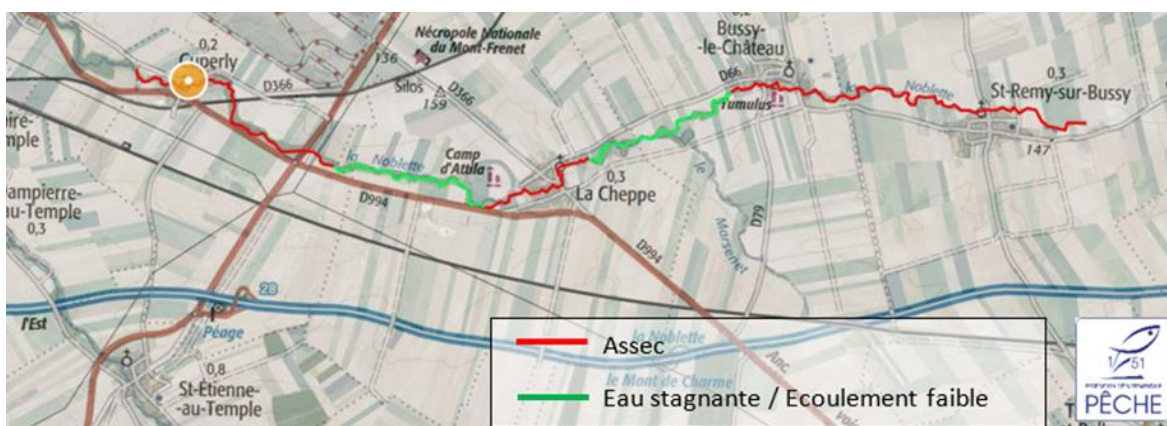 0,2
Cuperly
D366
136
Nécropole Nationale
du Mont-Frenet
Silos
159
D366
Bussy-
-le-Château
D66
Tumulus
la Noblette
0,3
St-Remy-sur-Bussy
147
la Noblette
Camp
d'Attila
0,3
La Cheppe
D994
D994
le
Marsenet
D79
-au-Temple
0,3
28
l'Est
Péage
0,8
St-Étienne-
-au-Temple
la Noblette
le Mont de Charme
Anc.
Assec
Eau stagnante / Ecoulement faible
51
PÊCHE